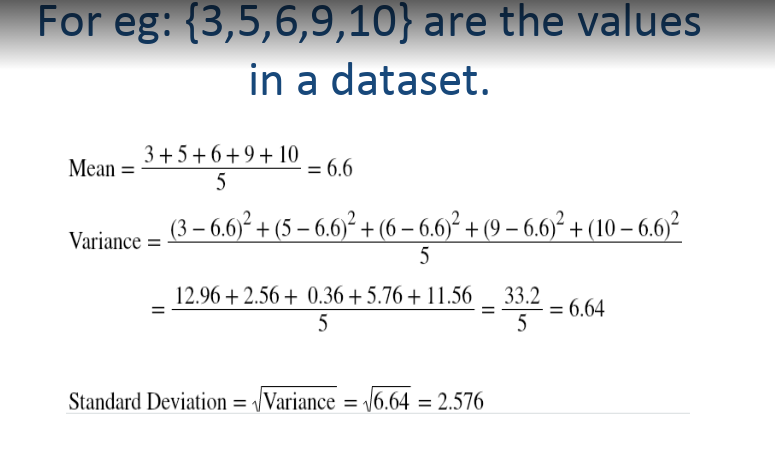 For eg: {3,5,6,9,10} are the values
in a dataset.
Mean = (3 + 5 + 6 + 9 + 10) / 5 = 6.6
Variance = ((3 – 6.6)² + (5 – 6.6)² + (6 – 6.6)² + (9 – 6.6)² + (10 – 6.6)²) / 5
= (12.96 + 2.56 + 0.36 + 5.76 + 11.56) / 5 = 33.2 / 5 = 6.64
Standard Deviation = √Variance = √6.64 = 2.576